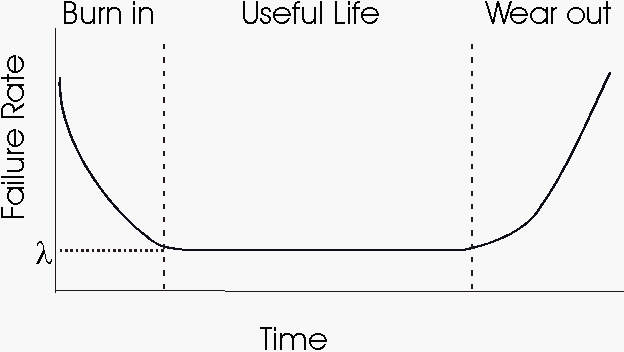 Burn in
Useful Life
Wear out
Failure Rate
λ
Time